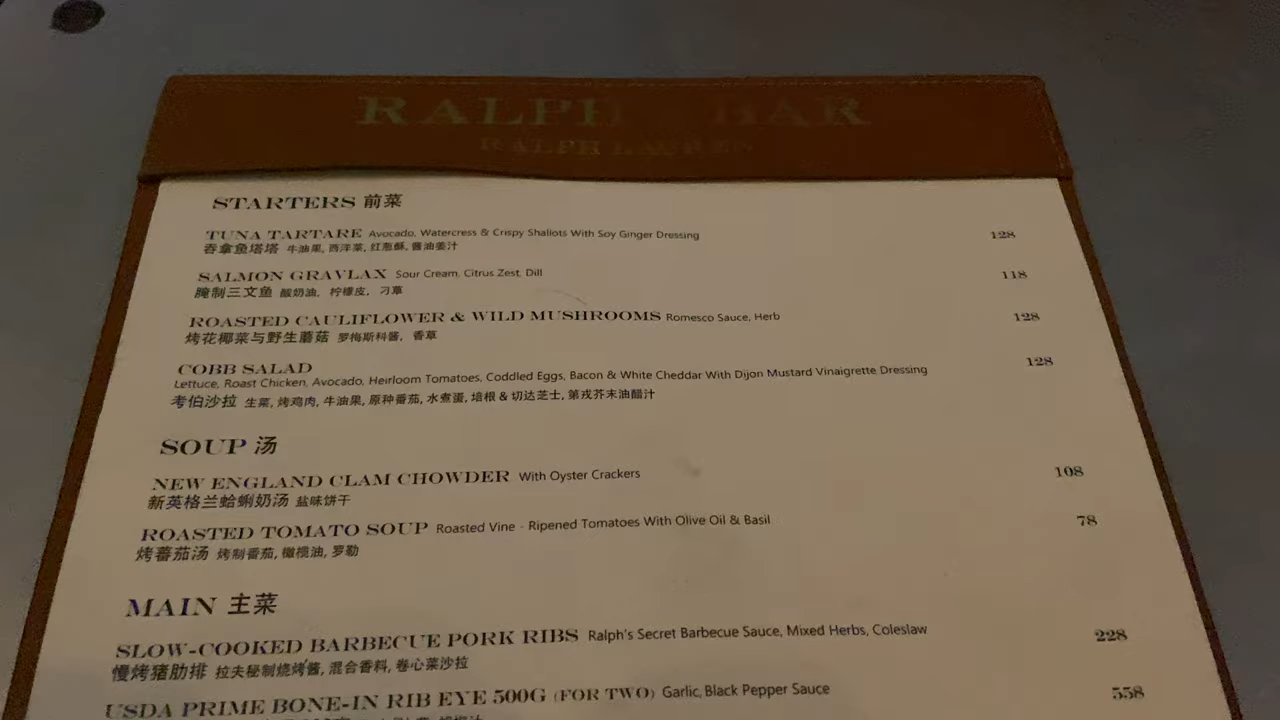 RALPH BAR
RALPH LAUREN
STARTERS 前菜
TUNA TARTARE Avocado, Watercress & Crispy Shallots With Soy Ginger Dressing 128
吞拿鱼塔塔 牛油果, 西洋菜, 红葱酥, 酱油姜汁
SALMON GRAVLAX Sour Cream, Citrus Zest, Dill 118
腌制三文鱼 酸奶油, 柠檬皮, 刁草
ROASTED CAULIFLOWER & WILD MUSHROOMS Romesco Sauce, Herb 128
烤花椰菜与野生蘑菇 罗梅斯科酱, 香草
COBB SALAD 128
Lettuce, Roast Chicken, Avocado, Heirloom Tomatoes, Coddled Eggs, Bacon & White Cheddar With Dijon Mustard Vinaigrette Dressing
考伯沙拉 生菜, 烤鸡肉, 牛油果, 原种番茄, 水煮蛋, 培根 & 切达芝士, 第戎芥末油醋汁
SOUP 汤
NEW ENGLAND CLAM CHOWDER With Oyster Crackers 108
新英格兰蛤蜊奶汤 盐味饼干
ROASTED TOMATO SOUP Roasted Vine - Ripened Tomatoes With Olive Oil & Basil 78
烤蕃茄汤 烤制番茄, 橄榄油, 罗勒
MAIN 主菜
SLOW-COOKED BARBECUE PORK RIBS Ralph's Secret Barbecue Sauce, Mixed Herbs, Coleslaw 228
慢烤猪肋排 拉夫秘制烧烤酱, 混合香料, 卷心菜沙拉
USDA PRIME BONE-IN RIB EYE 500G (FOR TWO) Garlic, Black Pepper Sauce 558